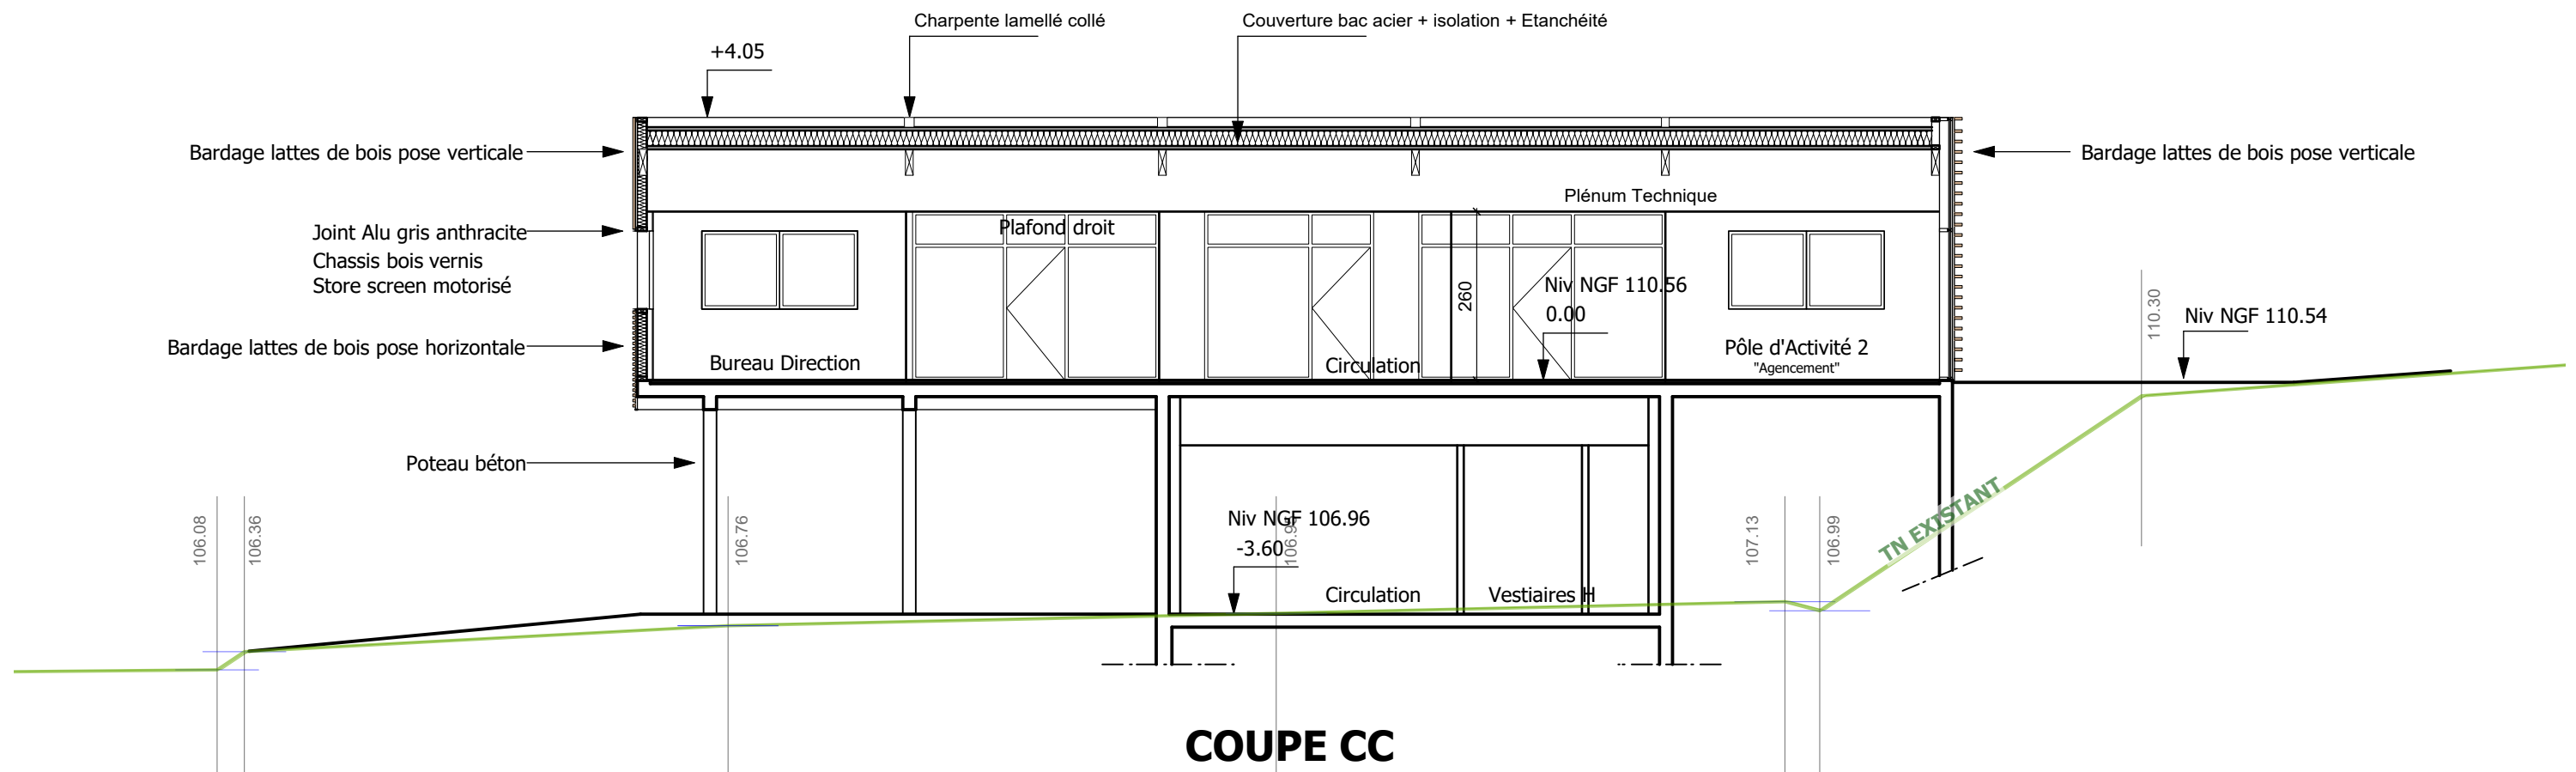 Charpente lamellé collé
Couverture bac acier + isolation + Etanchéité
+4.05
Bardage lattes de bois pose verticale
Bardage lattes de bois pose verticale
Plénum Technique
Joint Alu gris anthracite
Chassis bois vernis
Store screen motorisé
Plafond droit
260
Niv NGF 110.56
0.00
110.30
Niv NGF 110.54
Bardage lattes de bois pose horizontale
Bureau Direction
Circulation
Pôle d'Activité 2
"Agencement"
Poteau béton
TN EXISTANT
106.08
106.36
106.76
Niv NGF 106.96
-3.60
107.13
106.99
Circulation
Vestiaires H
COUPE CC